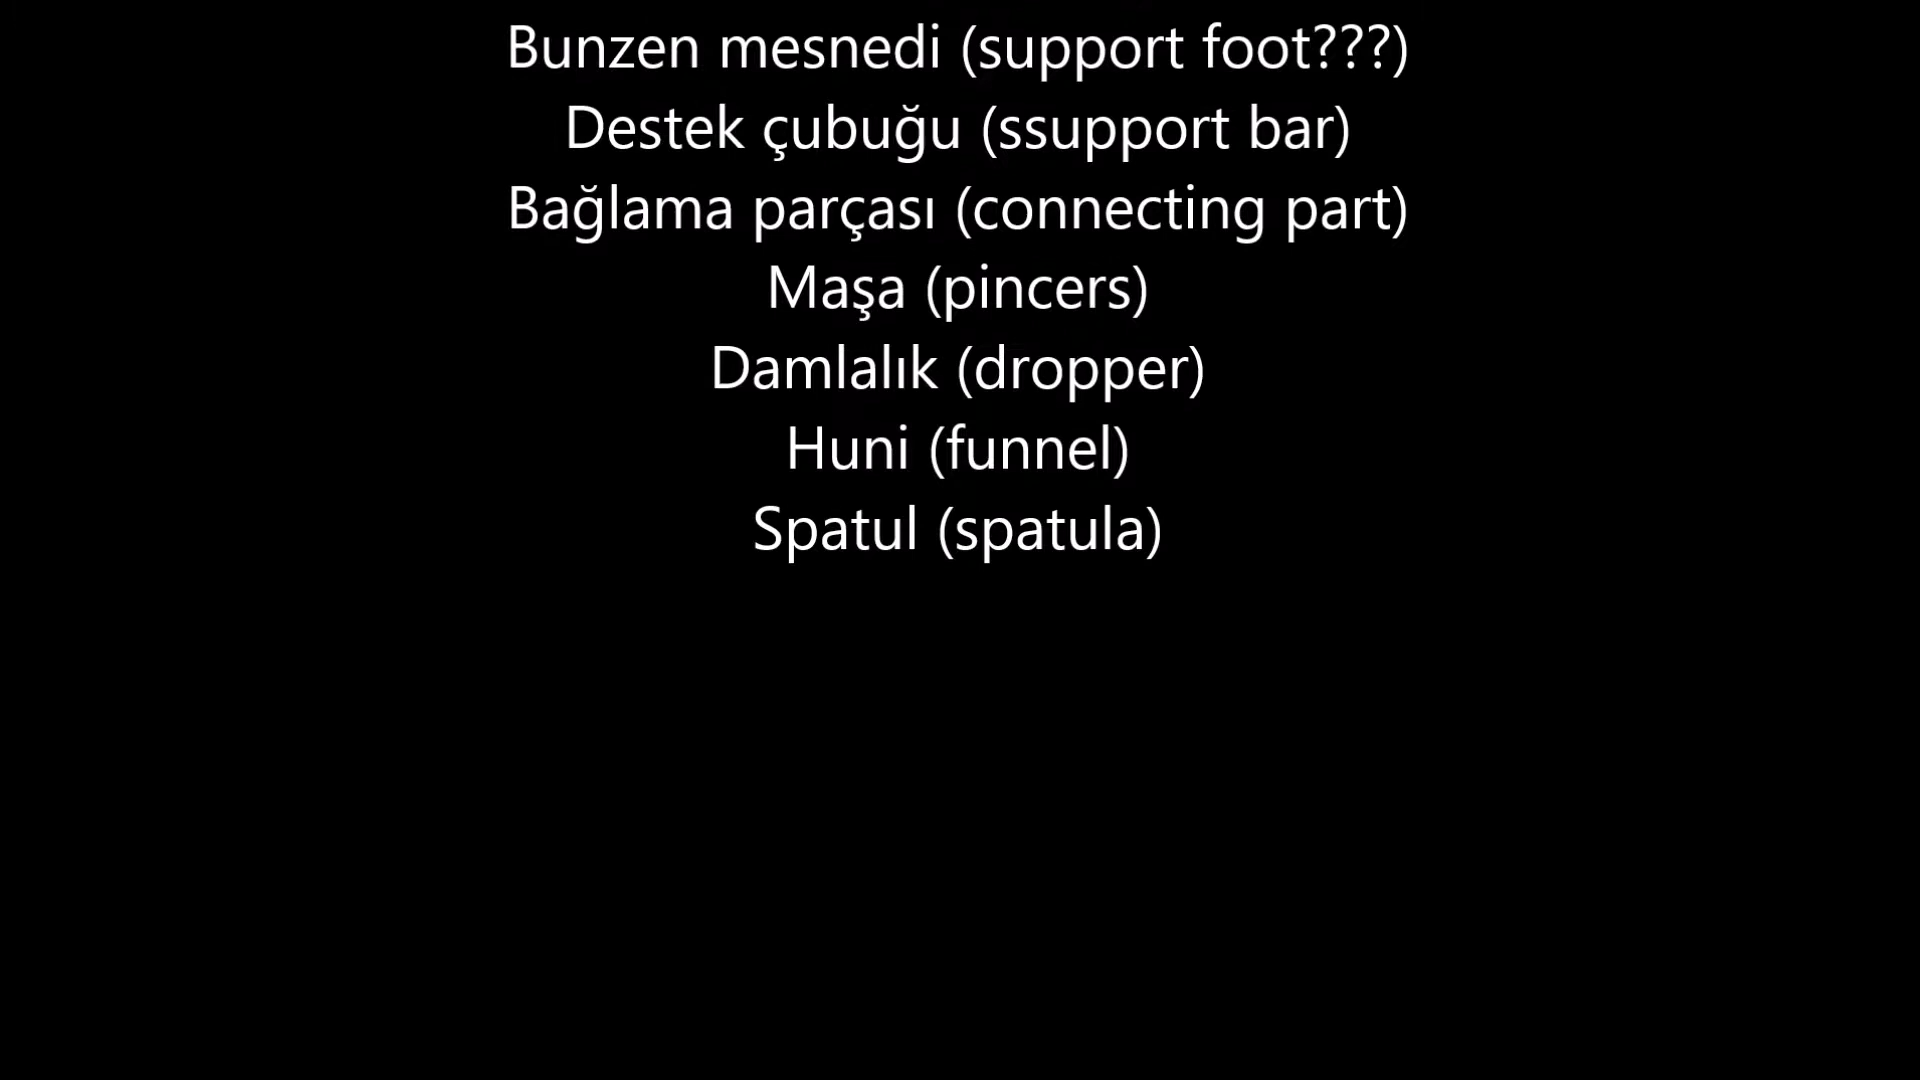 Bunzen mesnedi (support foot???)
Destek çubuğu (ssupport bar)
Bağlama parçası (connecting part)
Maşa (pincers)
Damlalık (dropper)
Huni (funnel)
Spatul (spatula)